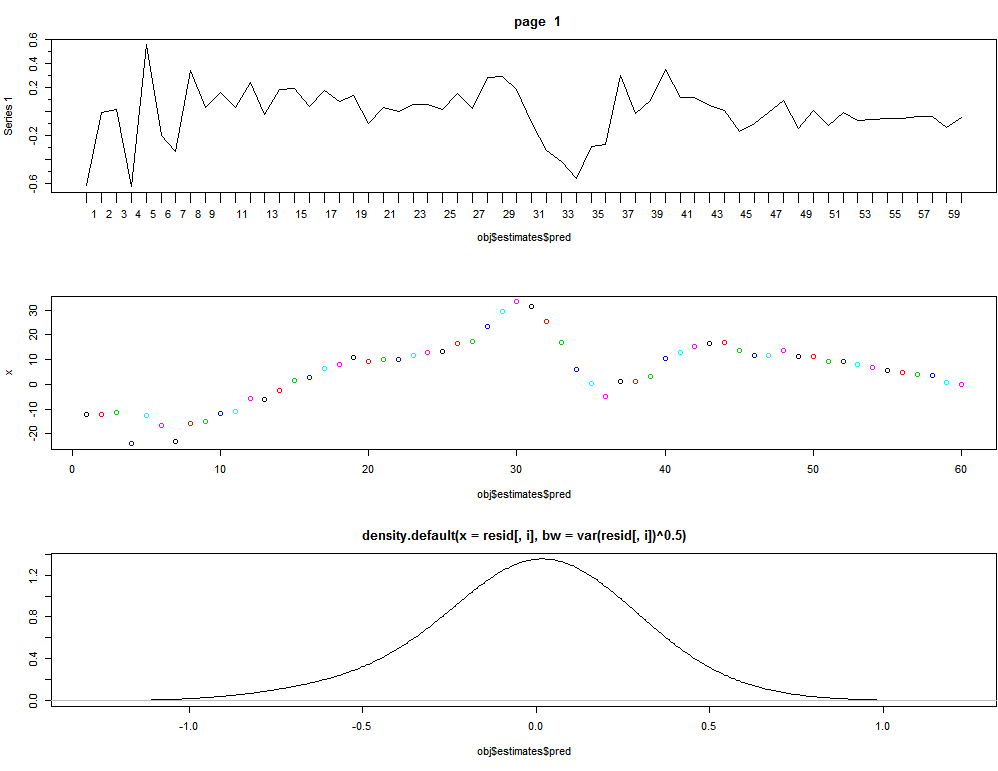 page 1
Series 1
-0.6 -0.2 0.2 0.4 0.6
1 2 3 4 5 6 7 8 9 11 13 15 17 19 21 23 25 27 29 31 33 35 37 39 41 43 45 47 49 51 53 55 57 59
obj$estimates$pred
x
-20 -10 0 10 20 30
0 10 20 30 40 50 60
obj$estimates$pred
density.default(x = resid[, i], bw = var(resid[, i])^0.5)
0.0 0.4 0.8 1.2
-1.0 -0.5 0.0 0.5 1.0
obj$estimates$pred